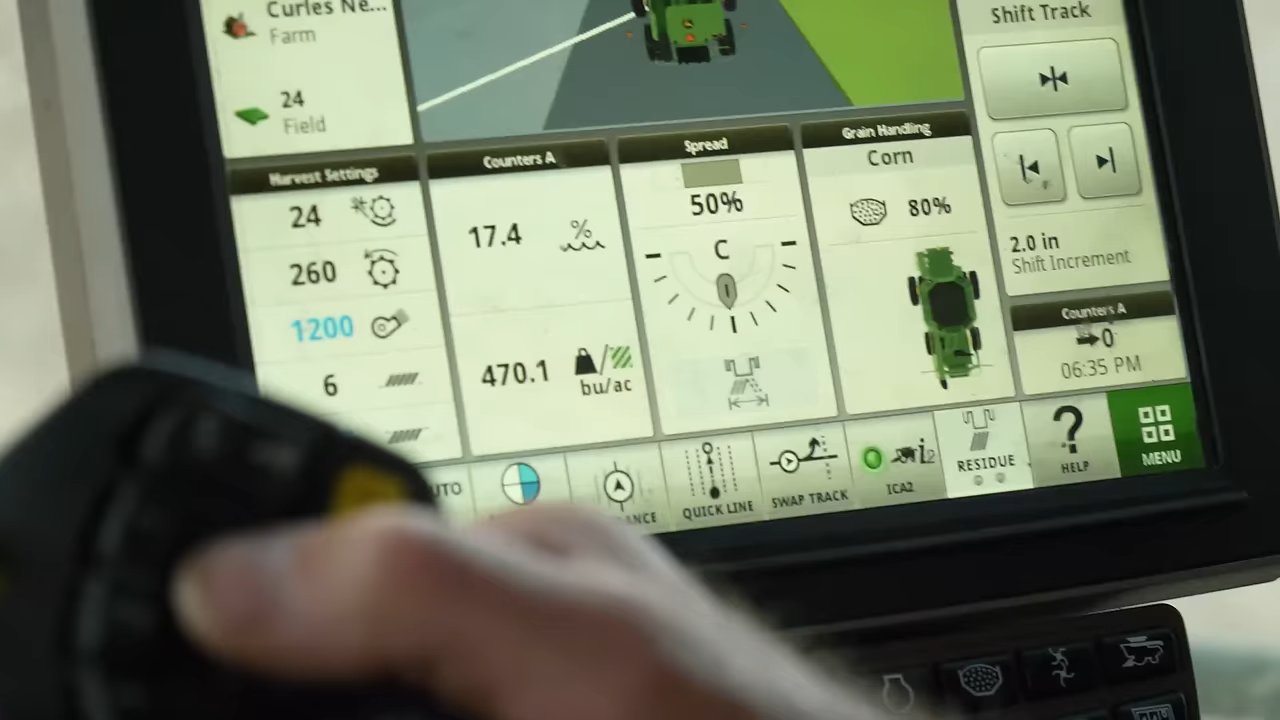 Curles Ne...
Farm
24
Field
Shift Track
2.0 in
Shift Increment
Harvest Settings
24
260
1200
6
Counters A
17.4
%
470.1
bu/ac
Spread
50%
C
Grain Handling
Corn
80%
Counters A
0
06:35 PM
QUICK LINE
SWAP TRACK
i2
ICA2
RESIDUE
?
HELP
MENU